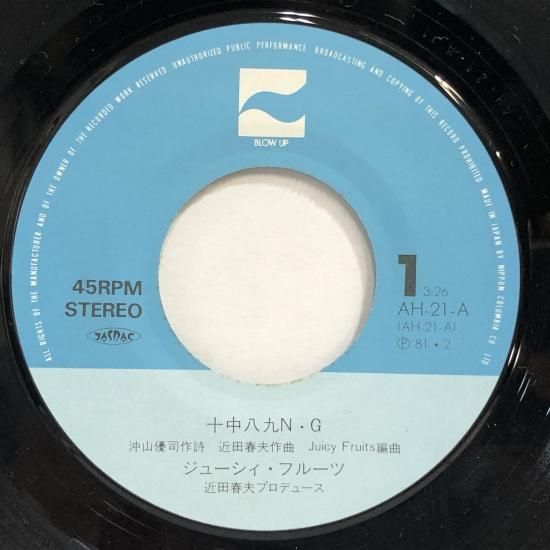 ALL RIGHTS OF THE MANUFACTURER AND OF THE OWNER OF THE RECORDED WORK RESERVED UNAUTHORIZED PUBLIC PERFORMANCE BROADCASTING AND COPYING OF THIS RECORD PROHIBITED MADE IN JAPAN BY NIPPON COLUMBIA CO LTD
BLOW UP
45RPM
STEREO
JASRAC
1 3:26
AH-21-A
(AH-21-A)
Ⓟ '81・2
十中八九N・G
沖山優司作詩 近田春夫作曲 Juicy Fruits編曲
ジューシィ・フルーツ
近田春夫プロデュース